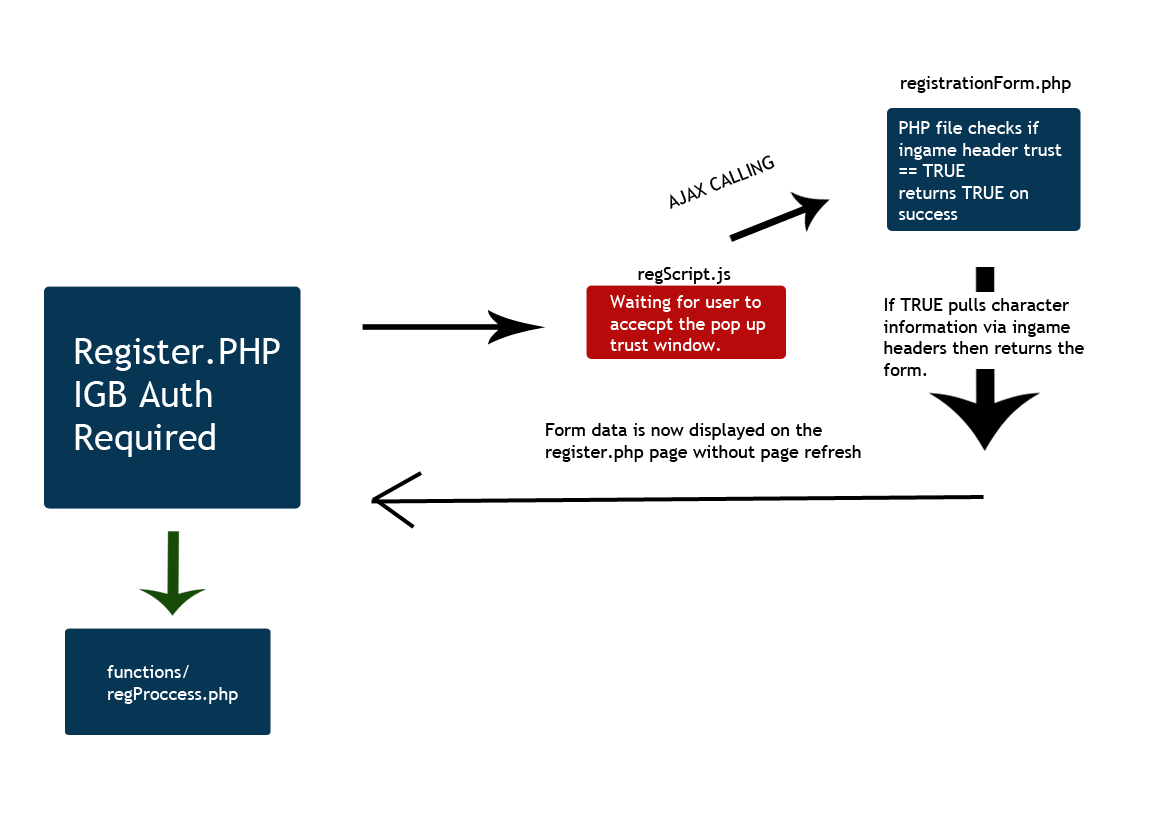 registrationForm.php
PHP file checks if
ingame header trust
== TRUE
returns TRUE on
success
AJAX CALLING
regScript.js
Waiting for user to
accecpt the pop up
trust window.
If TRUE pulls character
information via ingame
headers then returns the
form.
Register.PHP
IGB Auth
Required
Form data is now displayed on the
register.php page without page refresh
functions/
regProccess.php